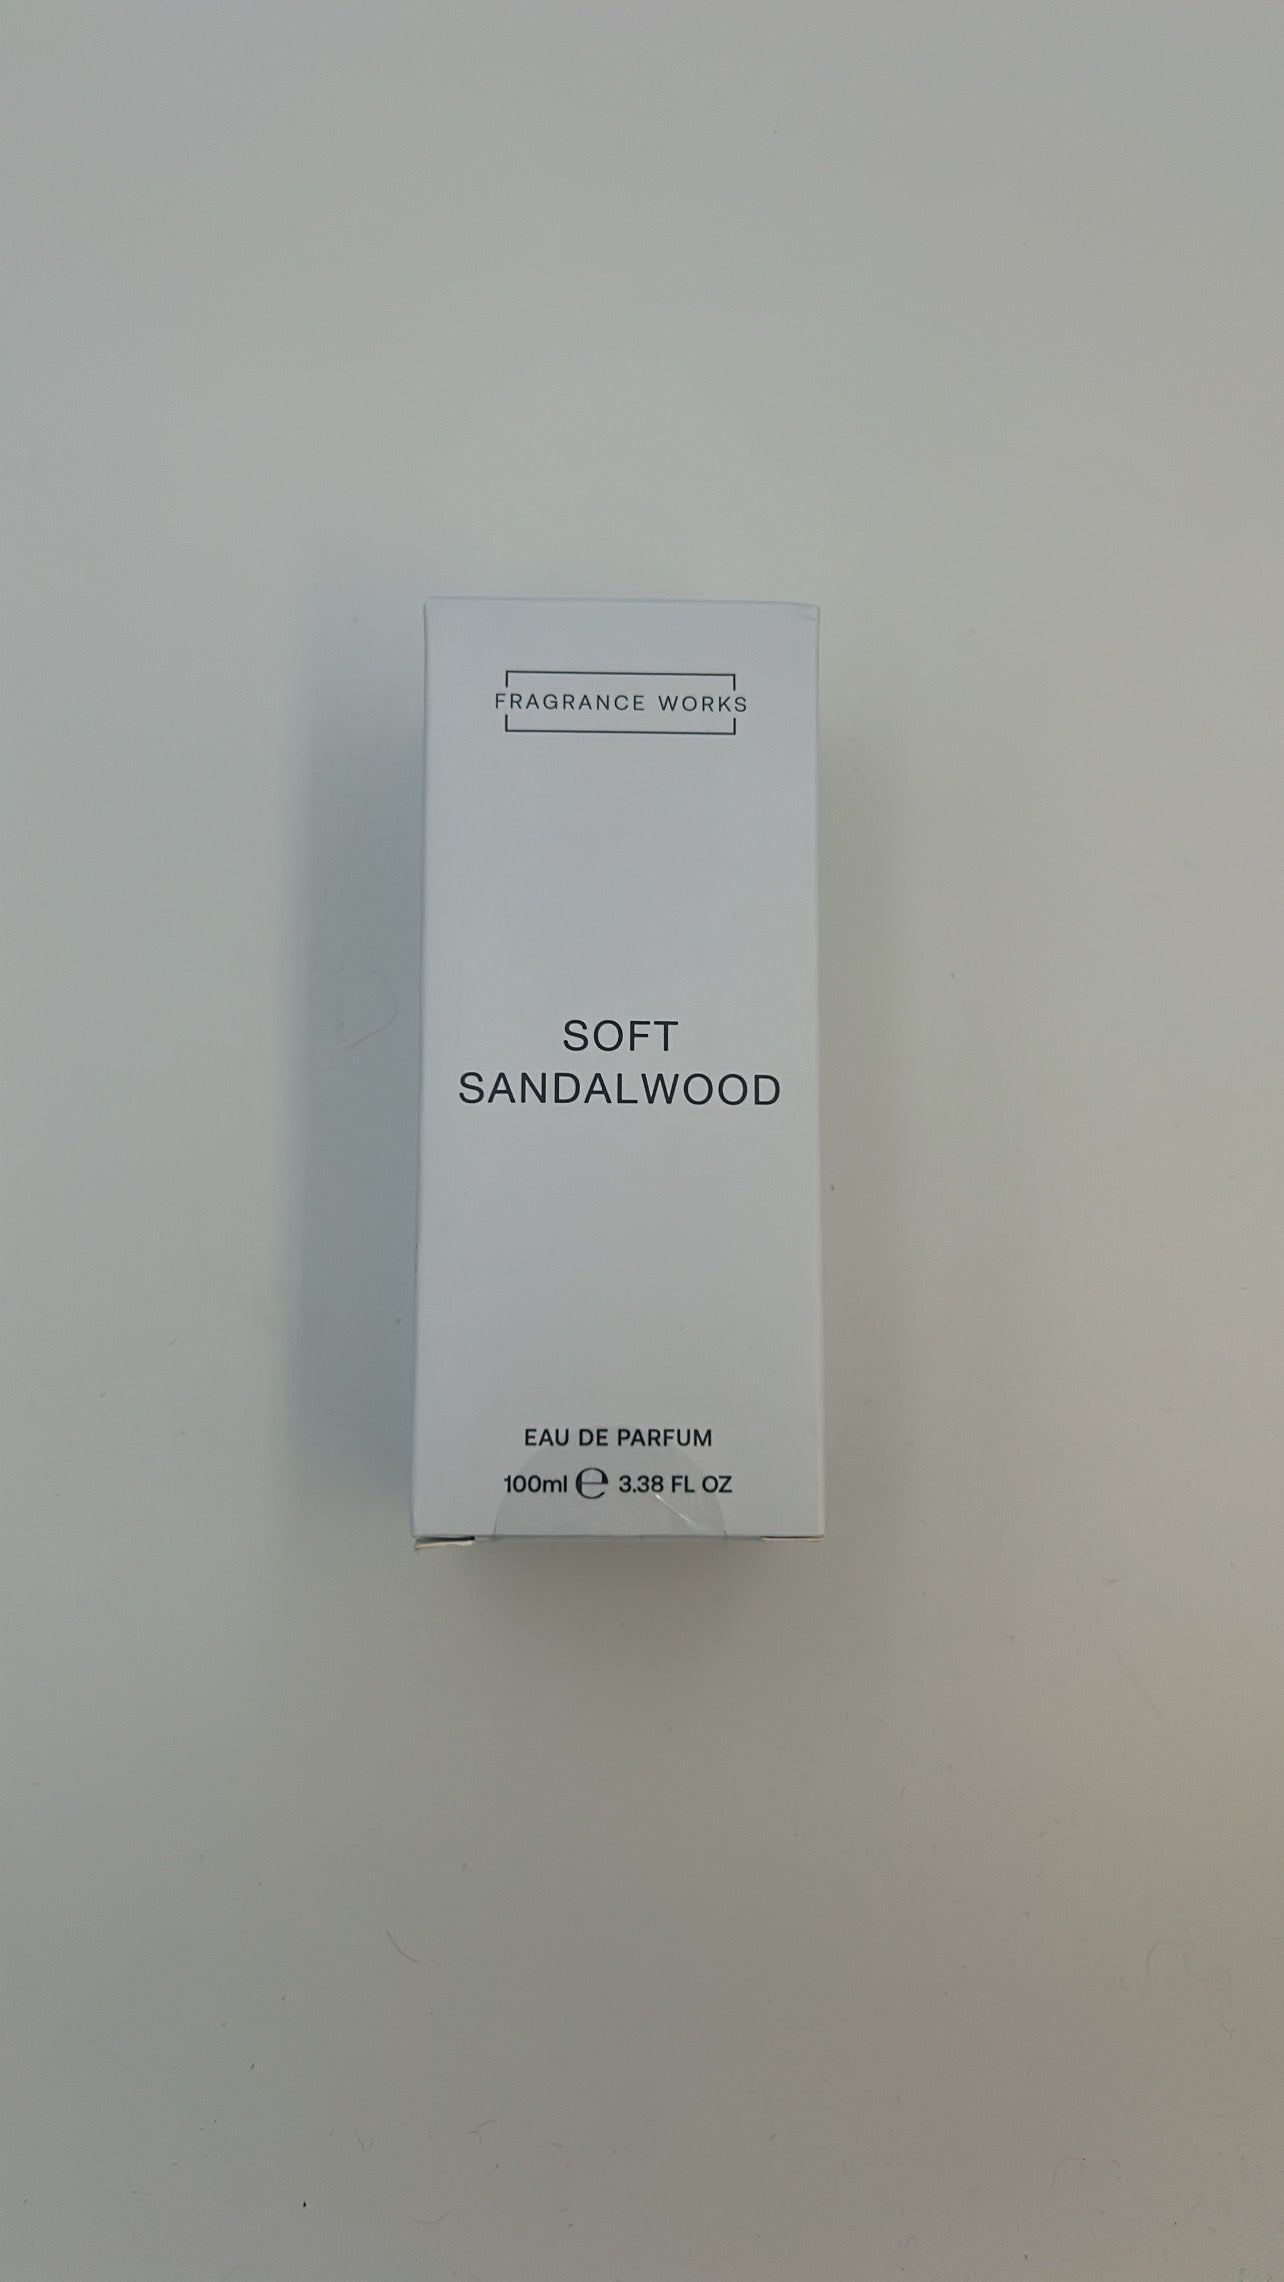 FRAGRANCE WORKS
SOFT
SANDALWOOD
EAU DE PARFUM
100ml ℮ 3.38 FL OZ